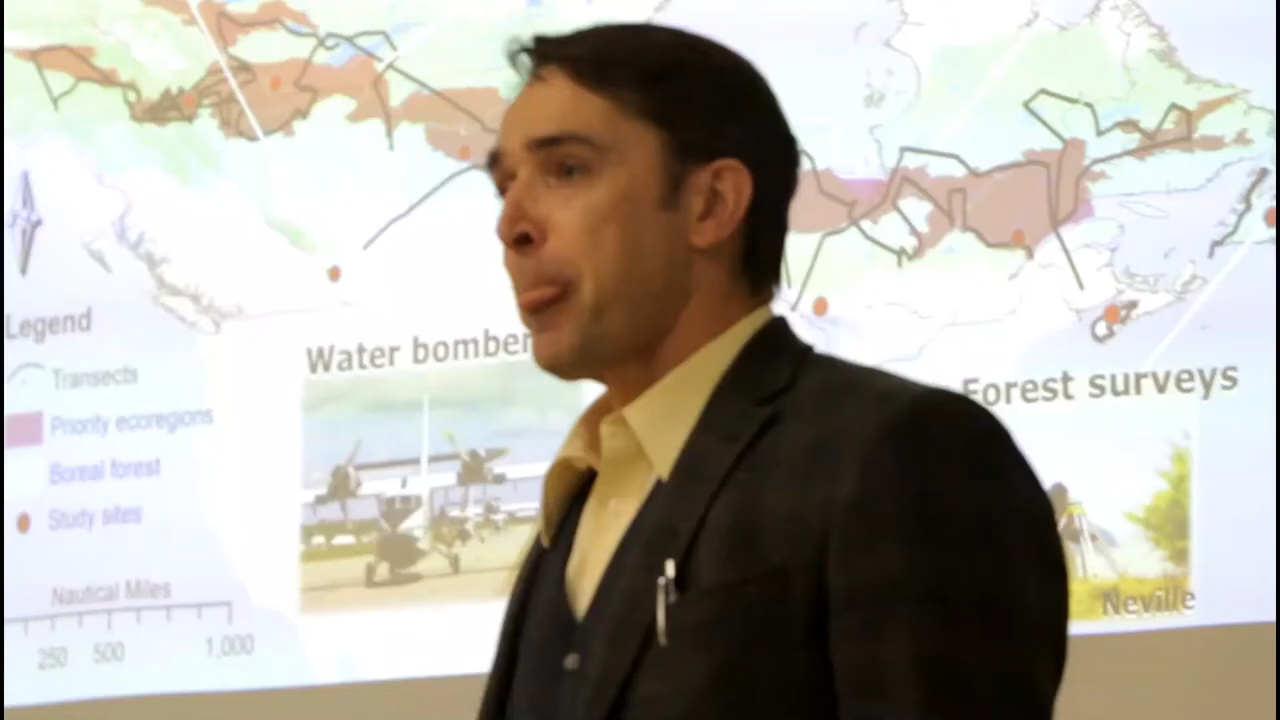 Legend
Transects
Priority ecoregions
Boreal forest
Study sites
Nautical Miles
250 500 1,000
Water bomber
Forest surveys
Neville